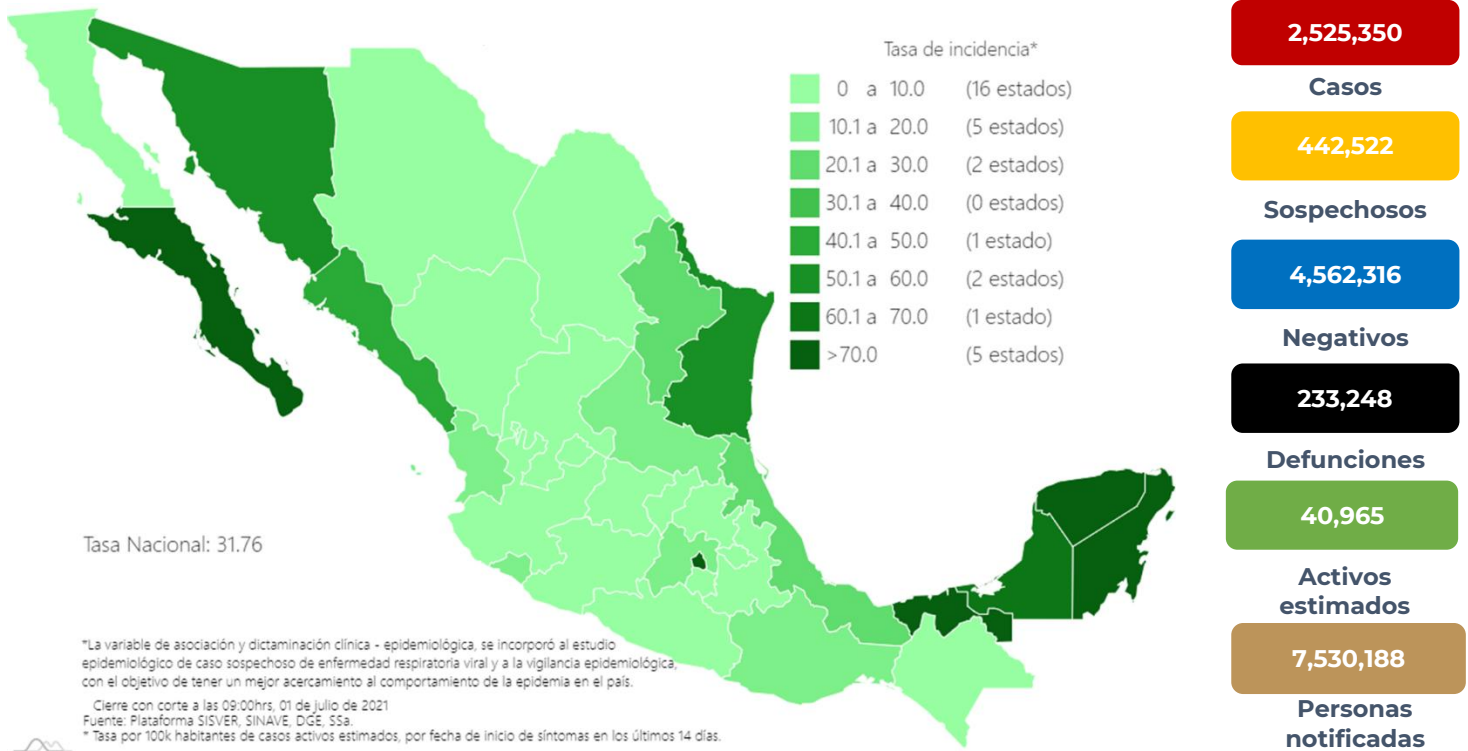 Tasa de incidencia*
0 a 10.0 (16 estados)
10.1 a 20.0 (5 estados)
20.1 a 30.0 (2 estados)
30.1 a 40.0 (0 estados)
40.1 a 50.0 (1 estado)
50.1 a 60.0 (2 estados)
60.1 a 70.0 (1 estado)
>70.0 (5 estados)
Tasa Nacional: 31.76
*La variable de asociación y dictaminación clínica - epidemiológica, se incorporó al estudio
epidemiológico de caso sospechoso de enfermedad respiratoria viral y a la vigilancia epidemiológica,
con el objetivo de tener un mejor acercamiento al comportamiento de la epidemia en el país.
Cierre con corte a las 09:00hrs, 01 de julio de 2021
Fuente: Plataforma SISVER, SINAVE, DGE, SSa.
* Tasa por 100k habitantes de casos activos estimados, por fecha de inicio de síntomas en los últimos 14 días.
2,525,350
Casos
442,522
Sospechosos
4,562,316
Negativos
233,248
Defunciones
40,965
Activos
estimados
7,530,188
Personas
notificadas